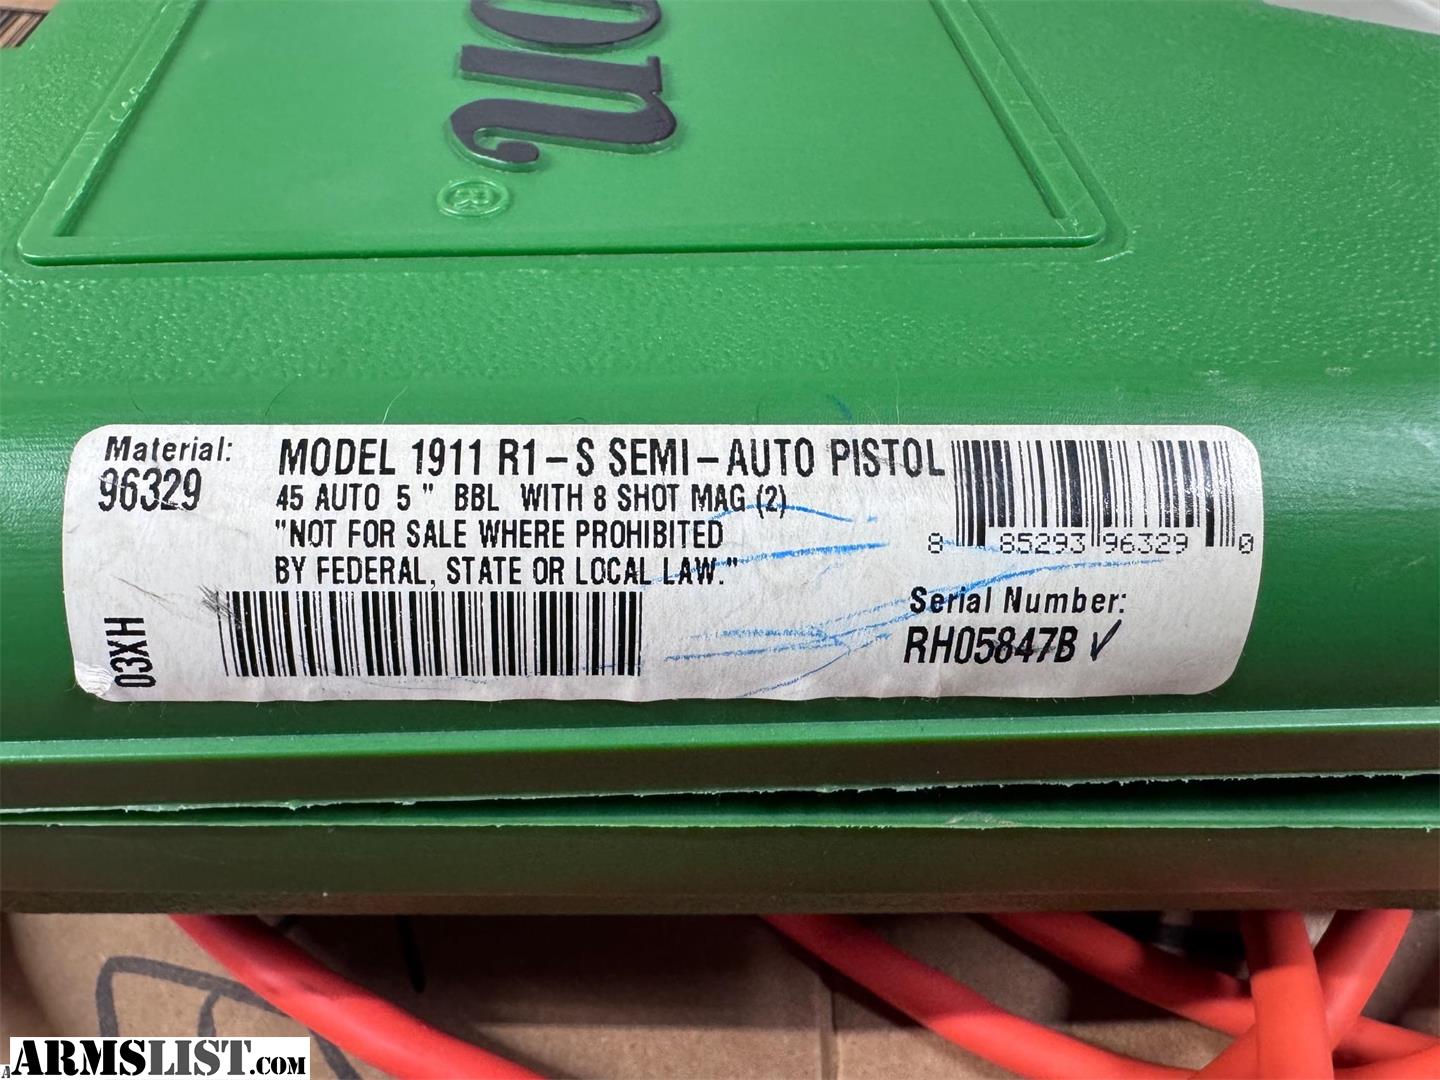 on
®
Material:
96329
MODEL 1911 R1-S SEMI-AUTO PISTOL
45 AUTO 5" BBL WITH 8 SHOT MAG (2)
"NOT FOR SALE WHERE PROHIBITED
BY FEDERAL, STATE OR LOCAL LAW."
03XH
8 85293 96329 0
Serial Number:
RH05847B ✓
ARMSLIST.com